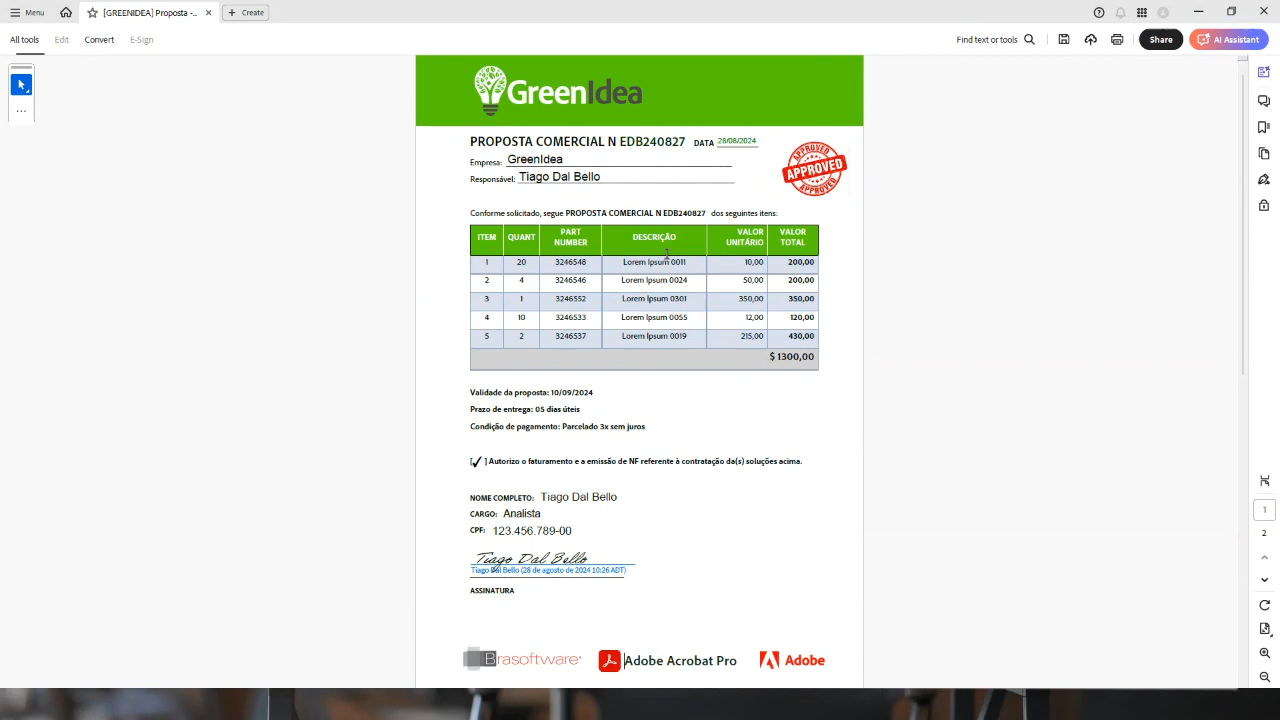 Menu [GREENIDEA] Proposta -... × + Create
All tools Edit Convert E-Sign Find text or tools Share AI Assistant
GreenIdea
PROPOSTA COMERCIAL N EDB240827 DATA 28/08/2024
Empresa: GreenIdea
Responsável: Tiago Dal Bello
APPROVED
APPROVED
APPROVED
Conforme solicitado, segue PROPOSTA COMERCIAL N EDB240827 dos seguintes itens:
ITEM QUANT PART NUMBER DESCRIÇÃO VALOR UNITÁRIO VALOR TOTAL
1 20 3246548 Lorem Ipsum 0011 10,00 200,00
2 4 3246546 Lorem Ipsum 0024 50,00 200,00
3 1 3246552 Lorem Ipsum 0301 350,00 350,00
4 10 3246533 Lorem Ipsum 0055 12,00 120,00
5 2 3246537 Lorem Ipsum 0019 215,00 430,00
$ 1300,00
Validade da proposta: 10/09/2024
Prazo de entrega: 05 dias úteis
Condição de pagamento: Parcelado 3x sem juros
[✓] Autorizo o faturamento e a emissão de NF referente à contratação da(s) soluções acima.
NOME COMPLETO: Tiago Dal Bello
CARGO: Analista
CPF: 123.456.789-00
Tiago Dal Bello
Tiago Dal Bello (28 de agosto de 2024 10:26 ADT)
ASSINATURA
Brasoftware Adobe Acrobat Pro Adobe
1
2